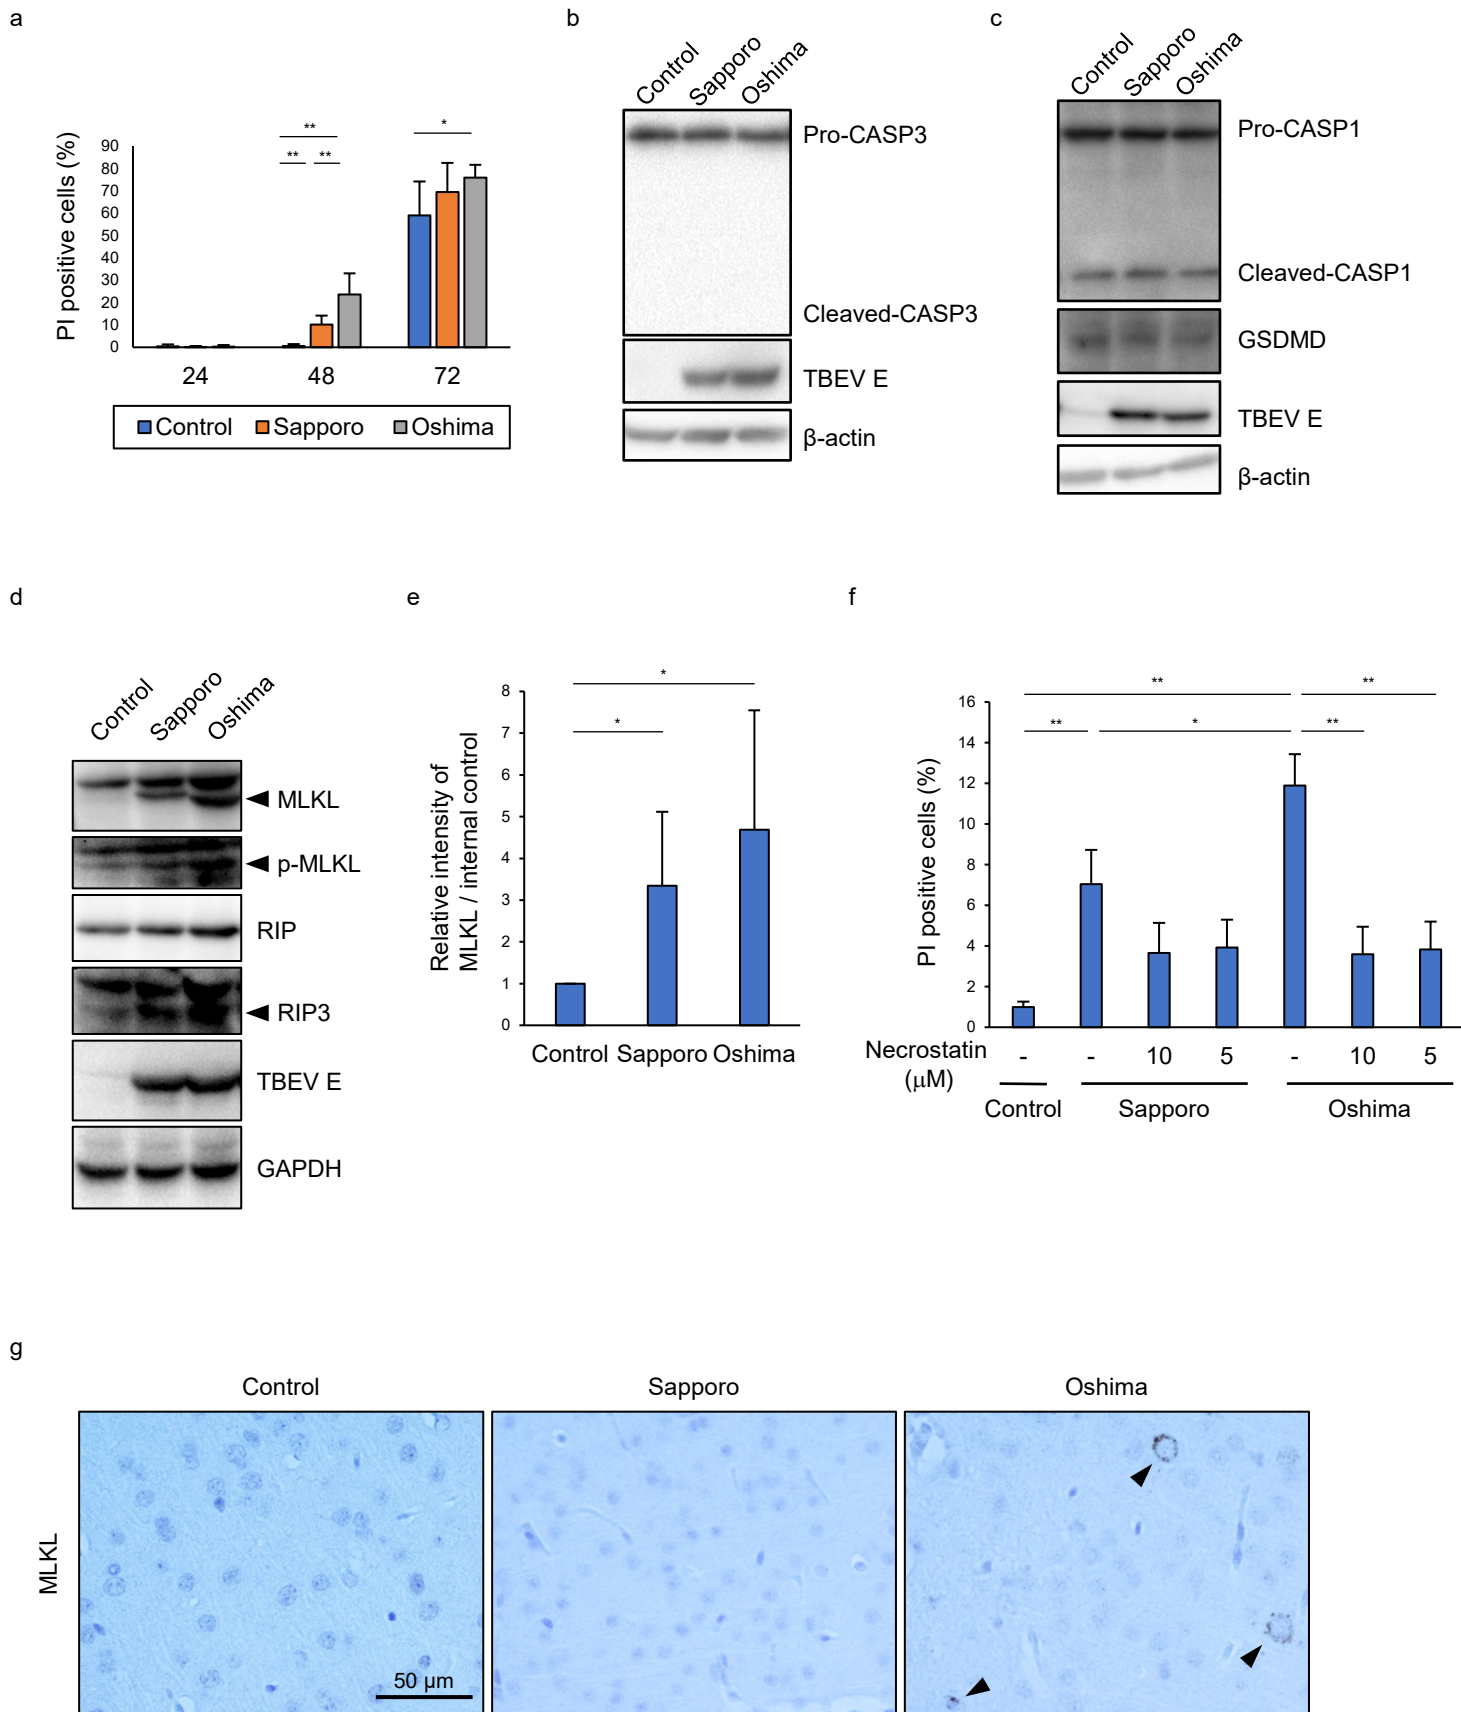 a
**
*
**
**
PI positive cells (%)
90
80
70
60
50
40
30
20
10
0
24
48
72
Control
Sapporo
Oshima
b
Control
Sapporo
Oshima
Pro-CASP3
Cleaved-CASP3
TBEV E
β-actin
c
Control
Sapporo
Oshima
Pro-CASP1
Cleaved-CASP1
GSDMD
TBEV E
β-actin
d
Control
Sapporo
Oshima
MLKL
p-MLKL
RIP
RIP3
TBEV E
GAPDH
e
*
*
Relative intensity of
MLKL / internal control
8
7
6
5
4
3
2
1
0
Control Sapporo Oshima
f
**
**
**
*
**
PI positive cells (%)
16
14
12
10
8
6
4
2
0
Necrostatin
(μM)
-
-
10
5
-
10
5
Control
Sapporo
Oshima
g
Control
Sapporo
Oshima
MLKL
50 μm